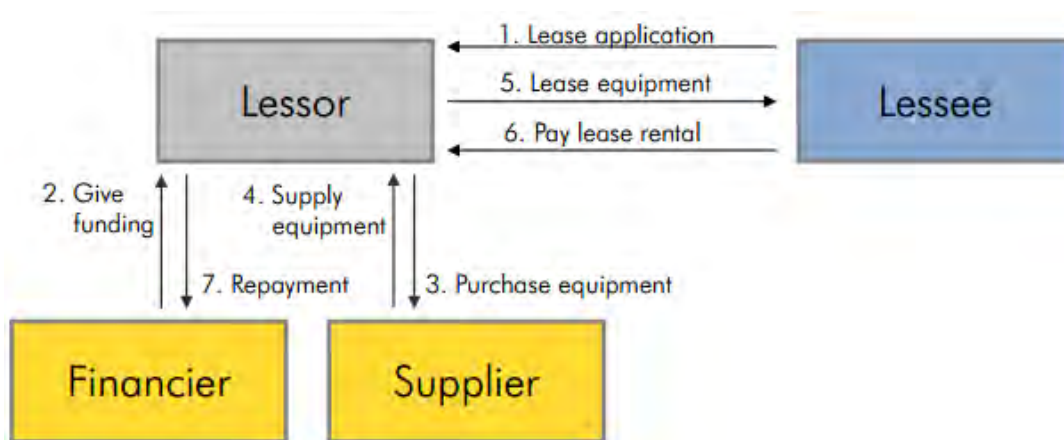 1. Lease application
Lessor
5. Lease equipment
Lessee
6. Pay lease rental
2. Give
funding
4. Supply
equipment
7. Repayment
3. Purchase equipment
Financier
Supplier